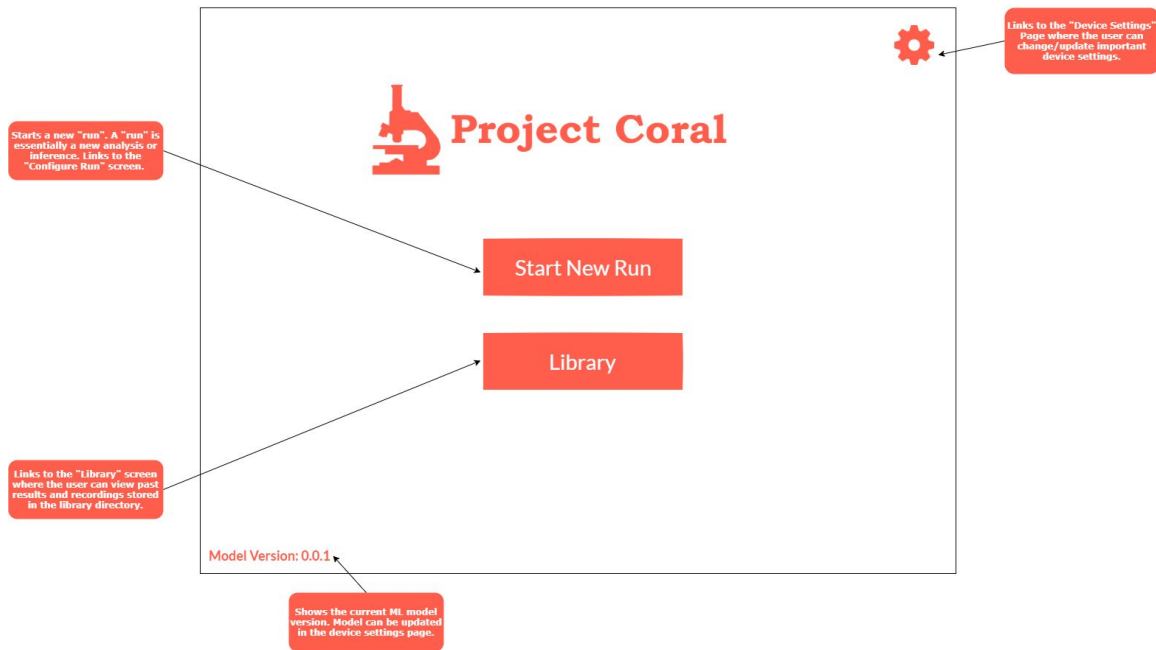 Links to the "Device Settings"
Page where the user can
change/update important
device settings.
Project Coral
Starts a new "run". A "run" is
essentially a new analysis or
inference. Links to the
"Configure Run" screen.
Start New Run
Library
Links to the "Library" screen
where the user can view past
results and recordings stored
in the library directory.
Model Version: 0.0.1
Shows the current ML model
version. Model can be updated
in the device settings page.